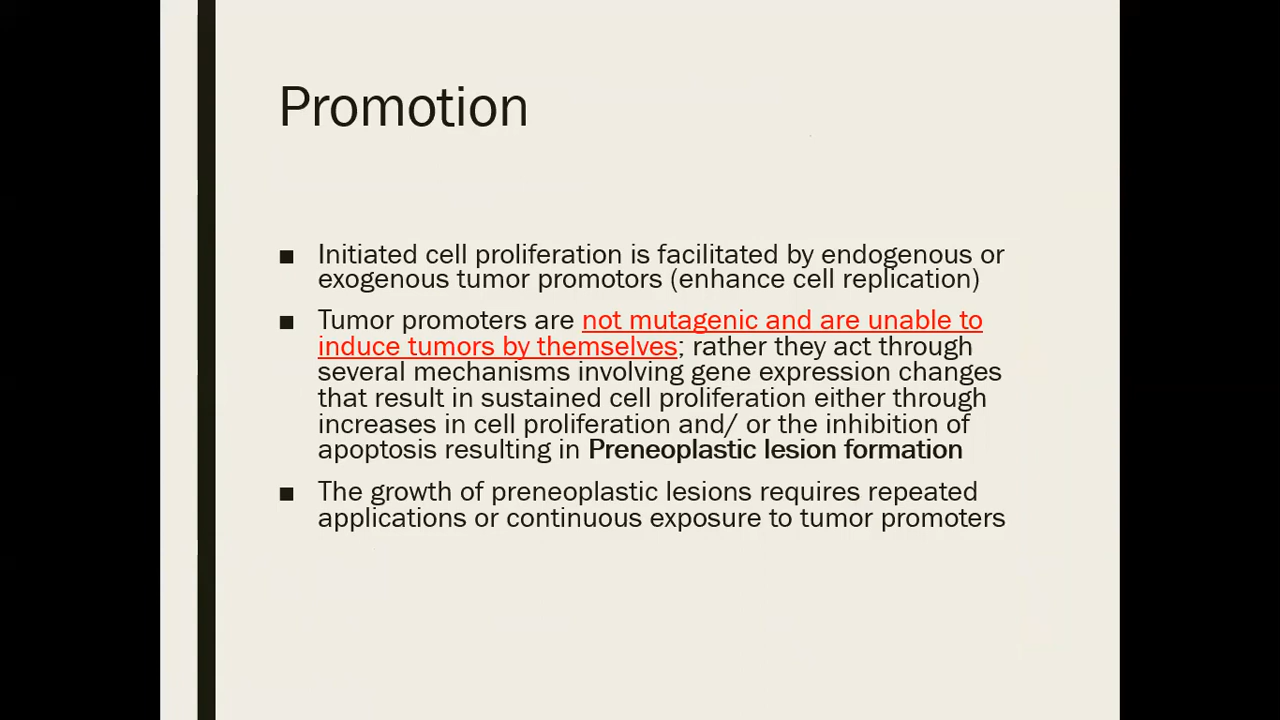 Promotion
■ Initiated cell proliferation is facilitated by endogenous or
exogenous tumor promotors (enhance cell replication)
■ Tumor promoters are not mutagenic and are unable to
induce tumors by themselves; rather they act through
several mechanisms involving gene expression changes
that result in sustained cell proliferation either through
increases in cell proliferation and/ or the inhibition of
apoptosis resulting in Preneoplastic lesion formation
■ The growth of preneoplastic lesions requires repeated
applications or continuous exposure to tumor promoters